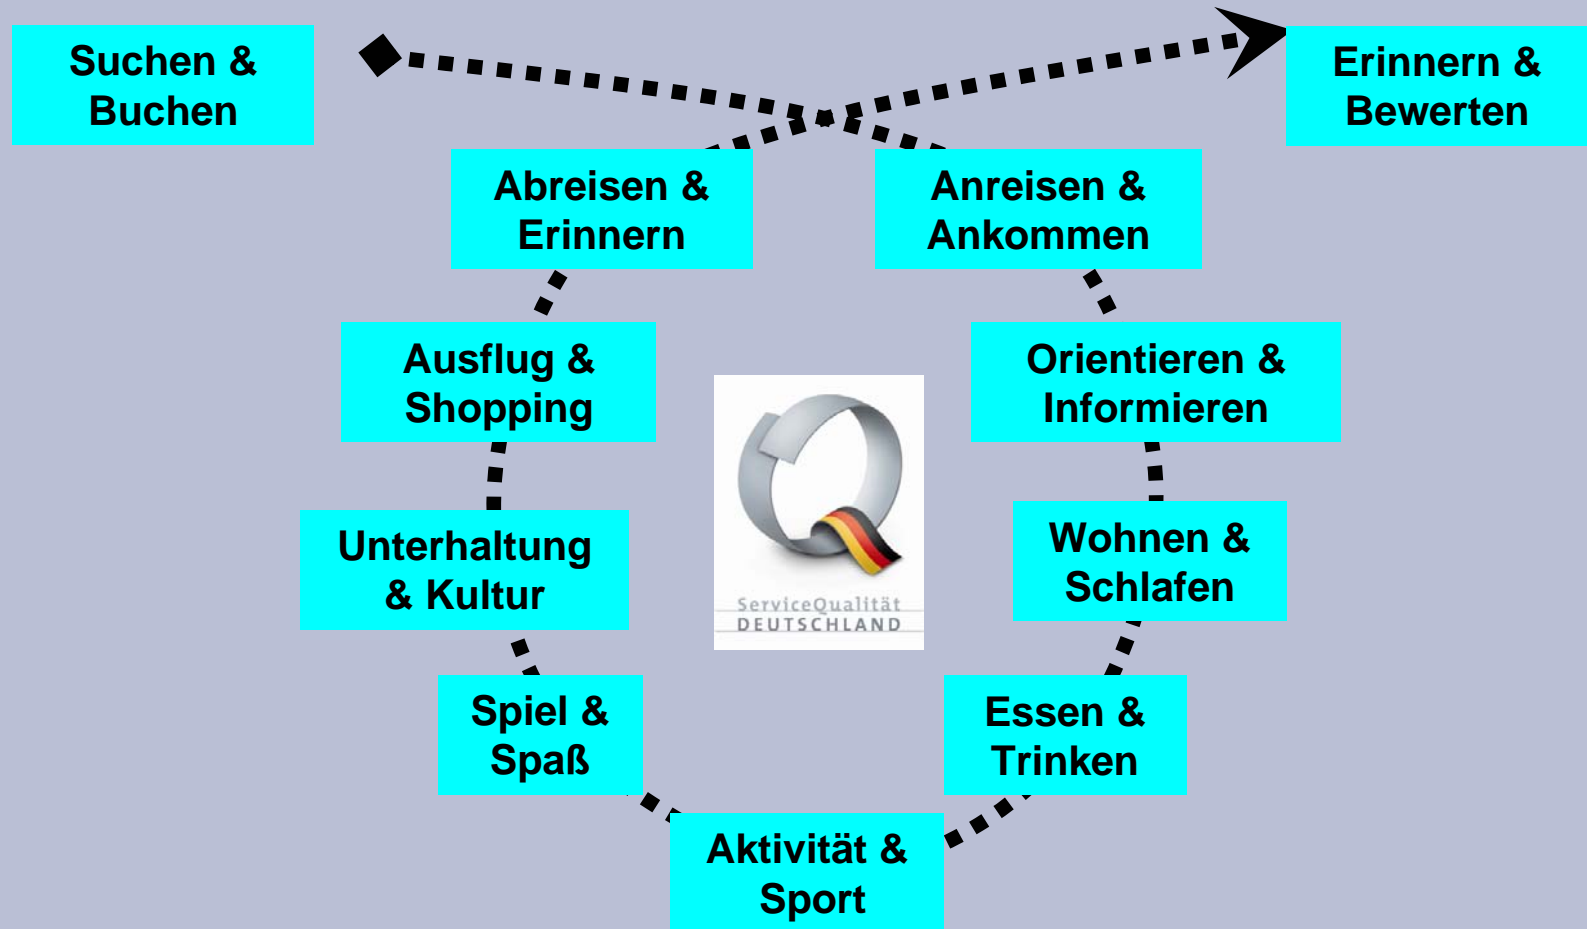 Suchen &
Buchen
Erinnern &
Bewerten
Abreisen &
Erinnern
Anreisen &
Ankommen
Ausflug &
Shopping
Orientieren &
Informieren
Unterhaltung
& Kultur
Wohnen &
Schlafen
ServiceQualität
DEUTSCHLAND
Spiel &
Spaß
Essen &
Trinken
Aktivität &
Sport